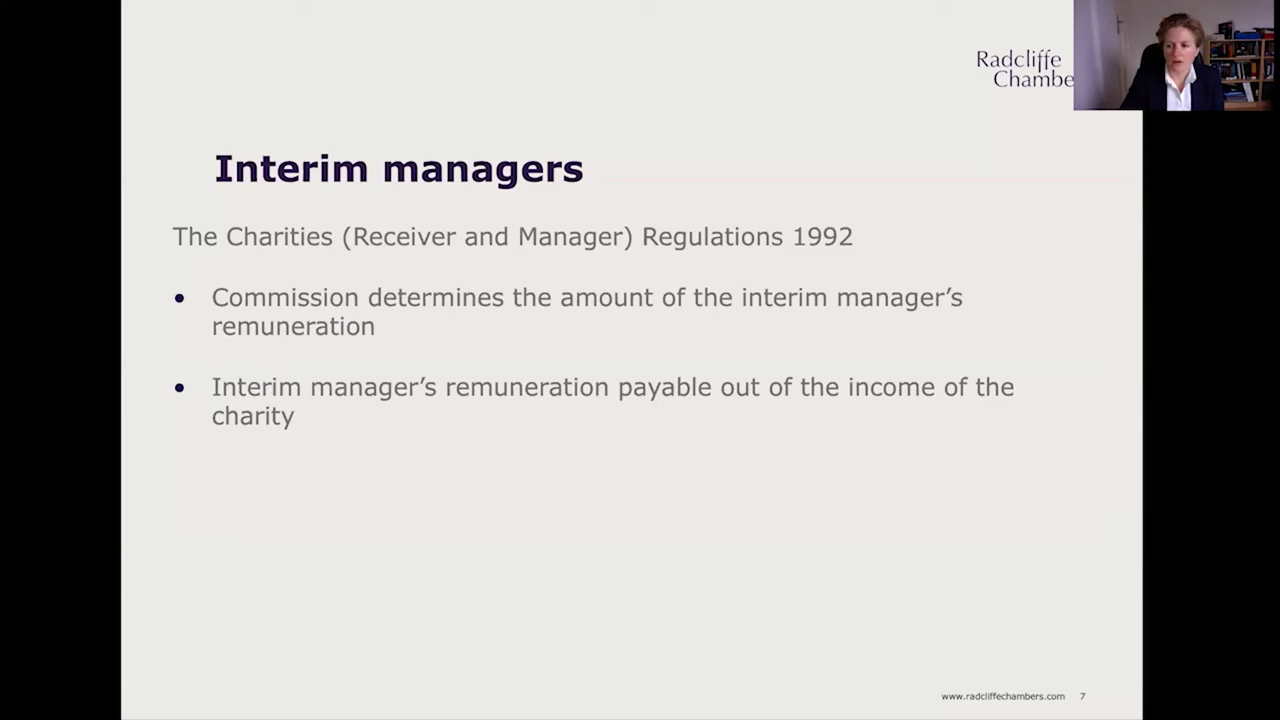 Radcliffe
Chambe
Interim managers
The Charities (Receiver and Manager) Regulations 1992
• Commission determines the amount of the interim manager’s
remuneration
• Interim manager’s remuneration payable out of the income of the
charity
www.radcliffechambers.com 7